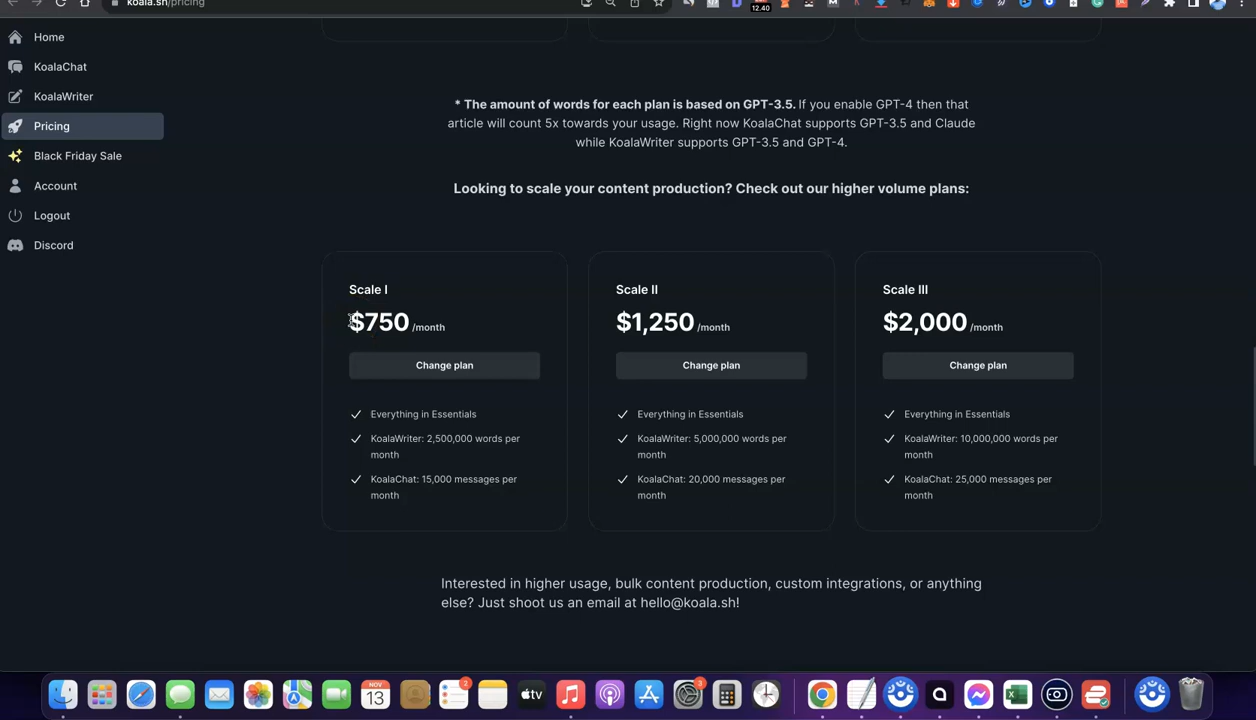 koala.sh/pricing
12.40
Home
KoalaChat
KoalaWriter
Pricing
Black Friday Sale
Account
Logout
Discord
* The amount of words for each plan is based on GPT-3.5. If you enable GPT-4 then that
article will count 5x towards your usage. Right now KoalaChat supports GPT-3.5 and Claude
while KoalaWriter supports GPT-3.5 and GPT-4.
Looking to scale your content production? Check out our higher volume plans:
Scale I
$750 /month
Change plan
Everything in Essentials
KoalaWriter: 2,500,000 words per
month
KoalaChat: 15,000 messages per
month
Scale II
$1,250 /month
Change plan
Everything in Essentials
KoalaWriter: 5,000,000 words per
month
KoalaChat: 20,000 messages per
month
Scale III
$2,000 /month
Change plan
Everything in Essentials
KoalaWriter: 10,000,000 words per
month
KoalaChat: 25,000 messages per
month
Interested in higher usage, bulk content production, custom integrations, or anything
else? Just shoot us an email at hello@koala.sh!
NOV
13
2
tv
3